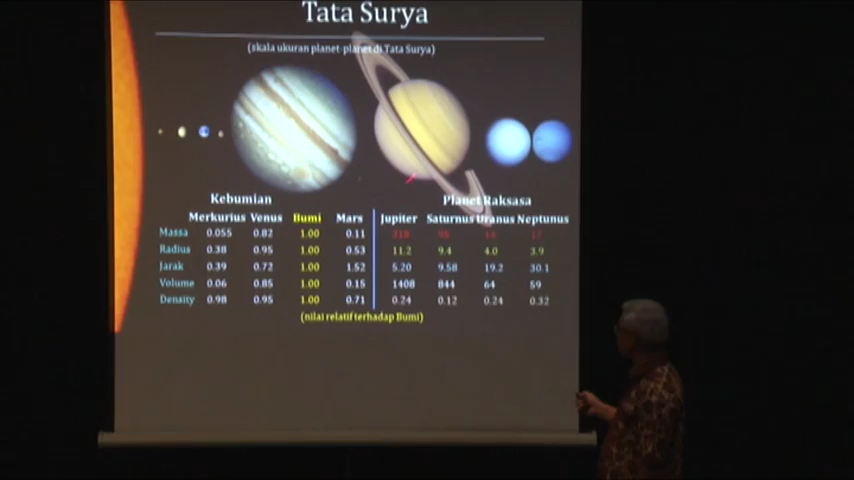 Tata Surya
(skala ukuran planet-planet di Tata Surya)
Kebumian Planet Raksasa
Merkurius Venus Bumi Mars Jupiter Saturnus Uranus Neptunus
Massa 0.055 0.82 1.00 0.11 318 95 14 17
Radius 0.38 0.95 1.00 0.53 11.2 9.4 4.0 3.9
Jarak 0.39 0.72 1.00 1.52 5.20 9.58 19.2 30.1
Volume 0.06 0.85 1.00 0.15 1408 844 64 59
Density 0.98 0.95 1.00 0.71 0.24 0.12 0.24 0.32
(nilai relatif terhadap Bumi)